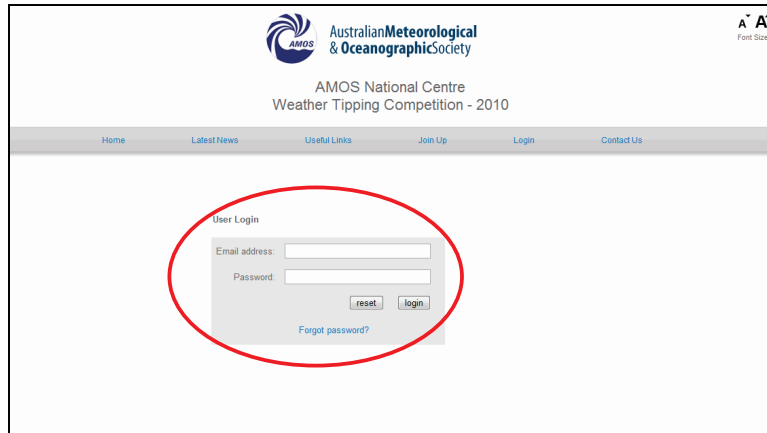 AMOS
AustralianMeteorological
& OceanographicSociety
A A
Font Size
AMOS National Centre
Weather Tipping Competition - 2010
Home Latest News Useful Links Join Up Login Contact Us
User Login
Email address:
Password:
reset login
Forgot password?